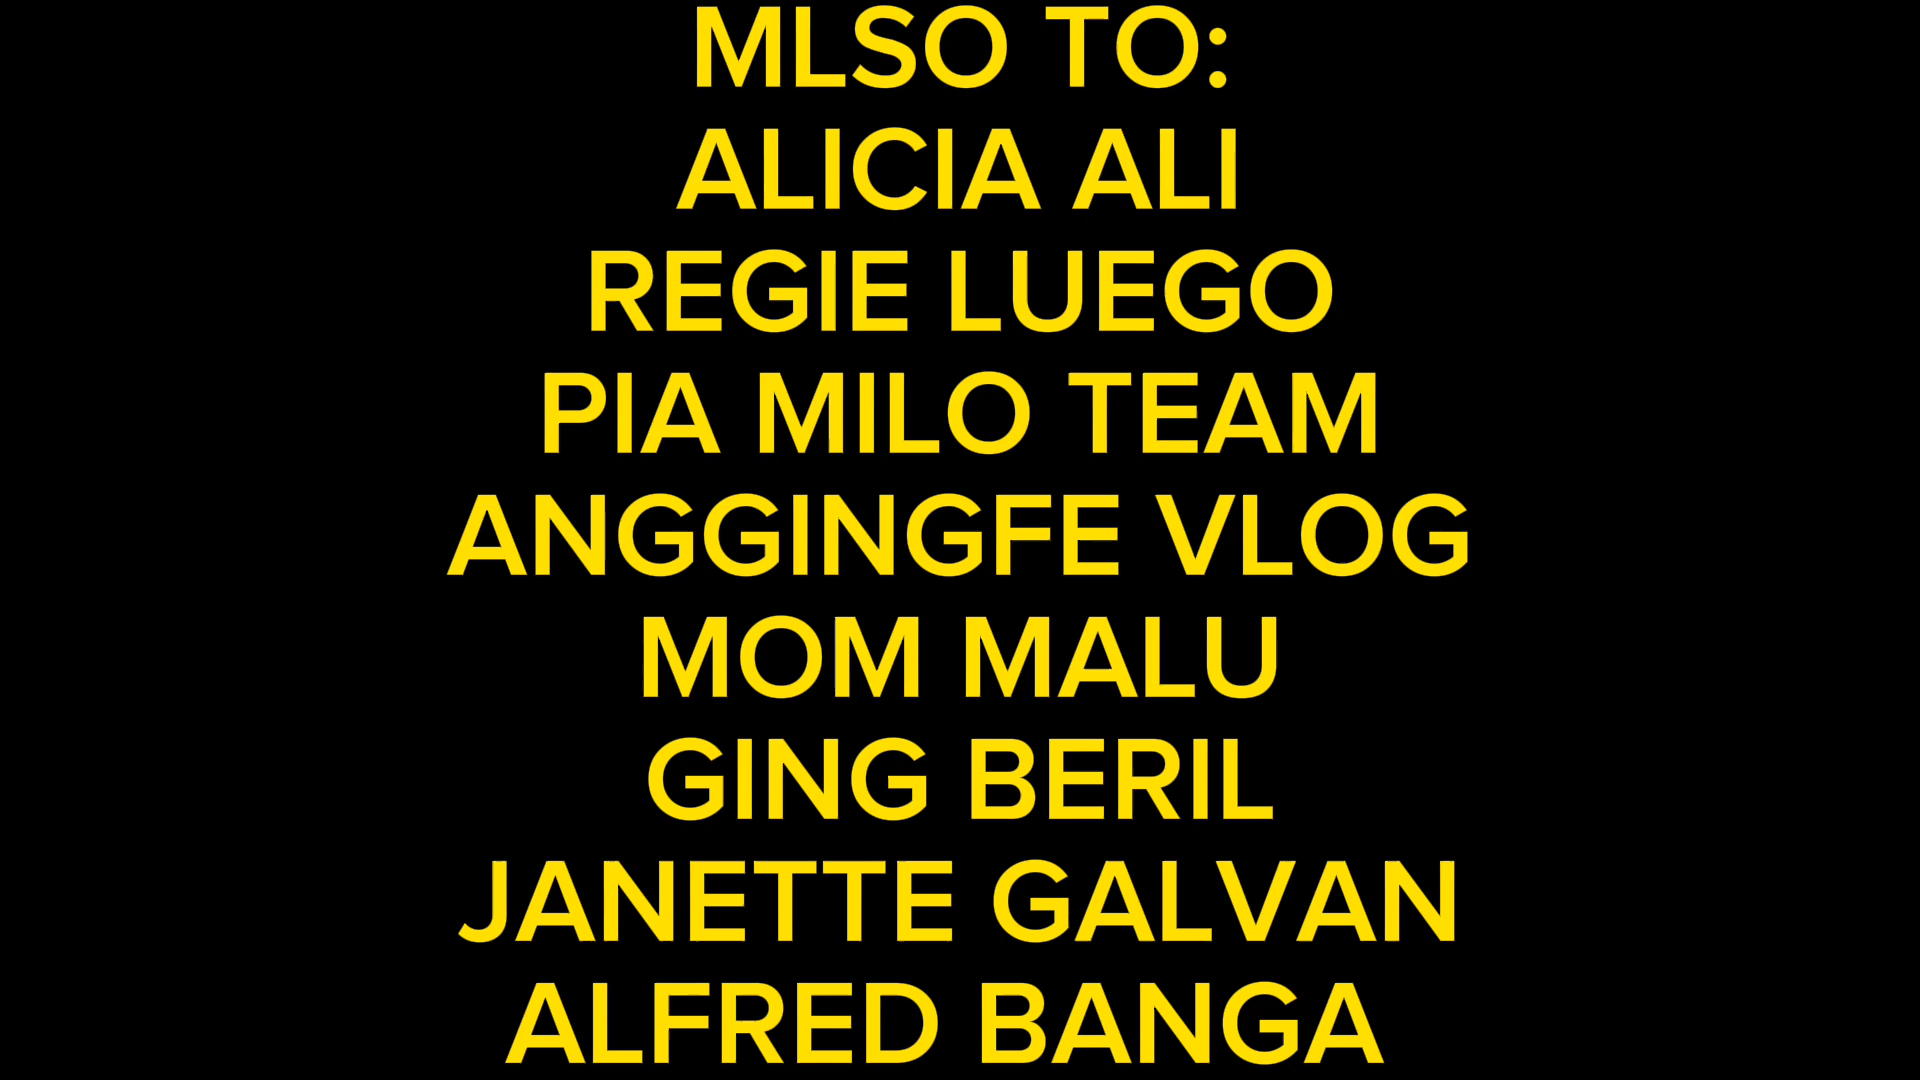 MLSO TO:
ALICIA ALI
REGIE LUEGO
PIA MILO TEAM
ANGGINGFE VLOG
MOM MALU
GING BERIL
JANETTE GALVAN
ALFRED BANGA